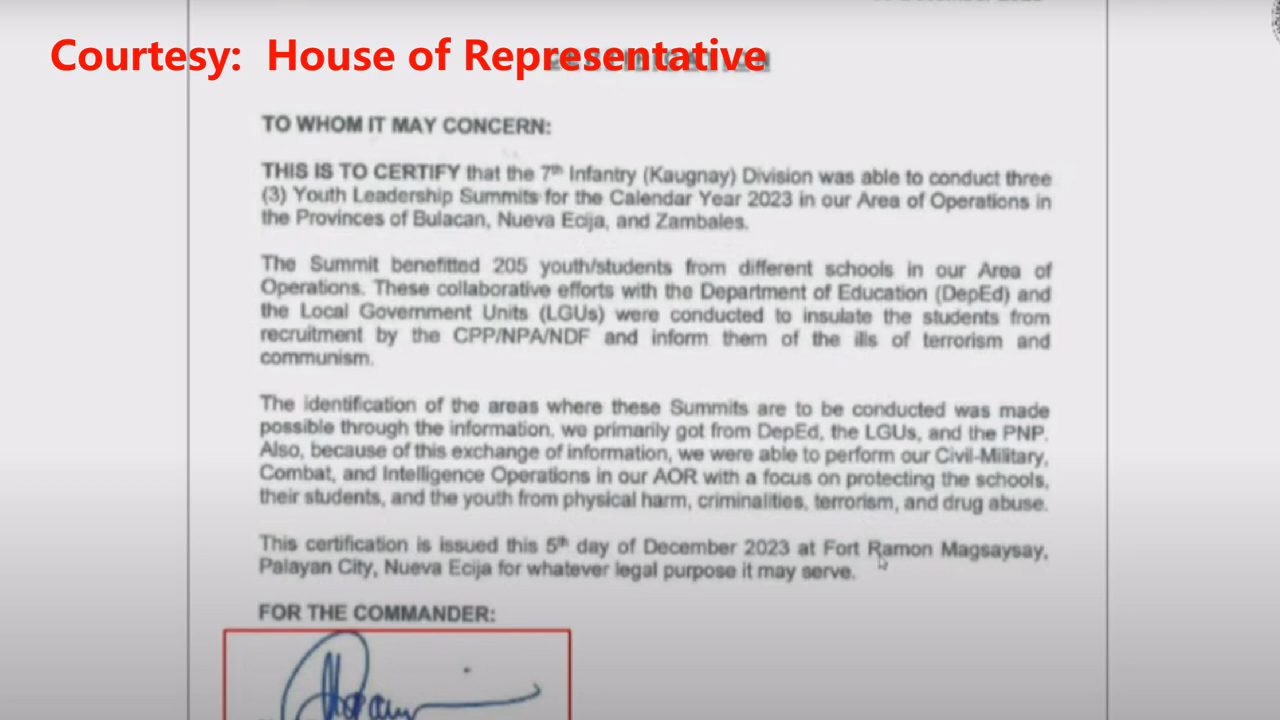 Courtesy: House of Representative
TO WHOM IT MAY CONCERN:
THIS IS TO CERTIFY that the 7th Infantry (Kaugnay) Division was able to conduct three
(3) Youth Leadership Summits for the Calendar Year 2023 in our Area of Operations in
the Provinces of Bulacan, Nueva Ecija, and Zambales.
The Summit benefitted 205 youth/students from different schools in our Area of
Operations. These collaborative efforts with the Department of Education (DepEd) and
the Local Government Units (LGUs) were conducted to insulate the students from
recruitment by the CPP/NPA/NDF and inform them of the ills of terrorism and
communism.
The identification of the areas where these Summits are to be conducted was made
possible through the information, we primarily got from DepEd, the LGUs, and the PNP.
Also, because of this exchange of information, we were able to perform our Civil-Military,
Combat, and Intelligence Operations in our AOR with a focus on protecting the schools,
their students, and the youth from physical harm, criminalities, terrorism, and drug abuse.
This certification is issued this 5th day of December 2023 at Fort Ramon Magsaysay,
Palayan City, Nueva Ecija for whatever legal purpose it may serve.
FOR THE COMMANDER: